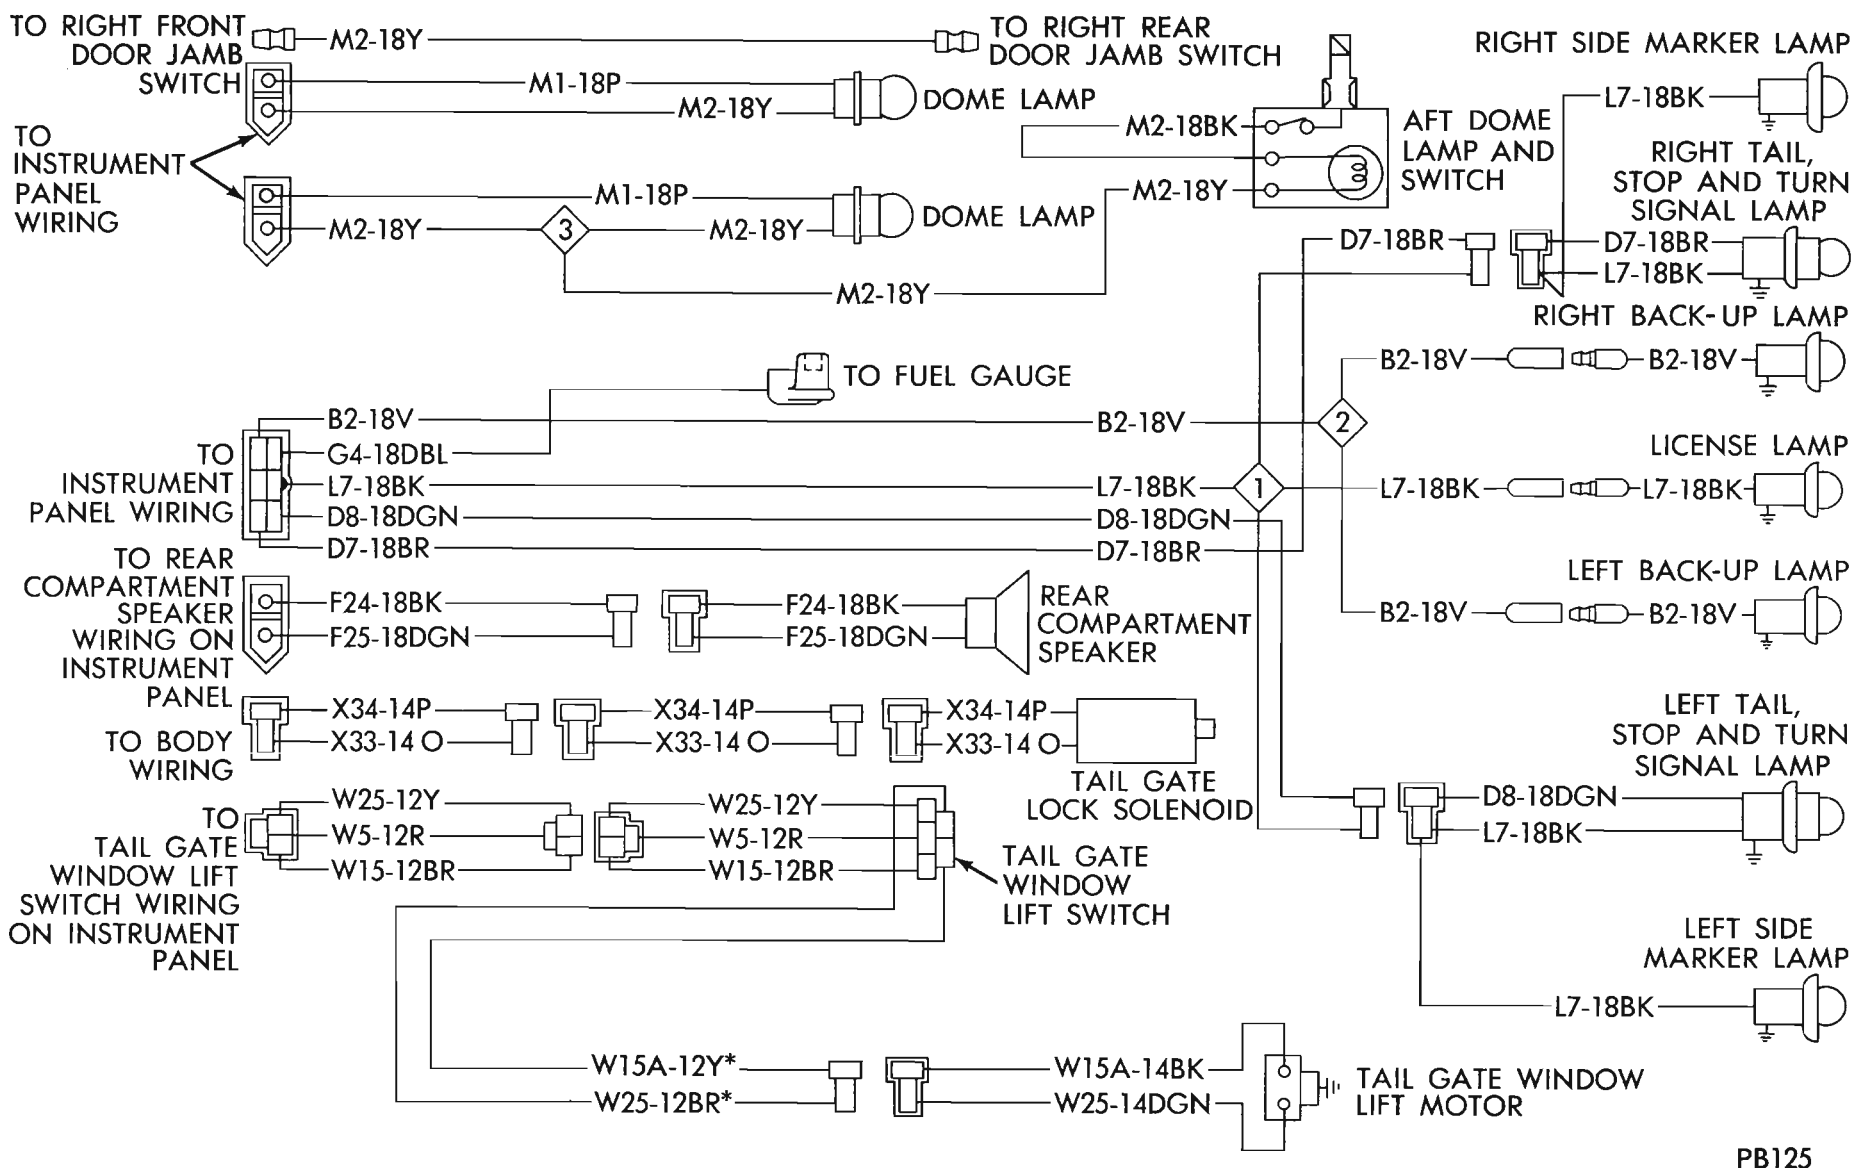 TO RIGHT FRONT
DOOR JAMB
SWITCH
M2-18Y
TO RIGHT REAR
DOOR JAMB SWITCH
M1-18P
M2-18Y
DOME LAMP
TO
INSTRUMENT
PANEL
WIRING
M1-18P
M2-18Y
3
M2-18Y
DOME LAMP
M2-18Y
M2-18BK
M2-18Y
AFT DOME
LAMP AND
SWITCH
RIGHT SIDE MARKER LAMP
L7-18BK
RIGHT TAIL,
STOP AND TURN
SIGNAL LAMP
D7-18BR
D7-18BR
L7-18BK
RIGHT BACK-UP LAMP
B2-18V
B2-18V
TO FUEL GAUGE
TO
INSTRUMENT
PANEL WIRING
B2-18V
B2-18V
2
G4-18DBL
L7-18BK
L7-18BK
1
D8-18DGN
D8-18DGN
D7-18BR
D7-18BR
LICENSE LAMP
L7-18BK
L7-18BK
LEFT BACK-UP LAMP
B2-18V
B2-18V
TO REAR
COMPARTMENT
SPEAKER
WIRING ON
INSTRUMENT
PANEL
F24-18BK
F25-18DGN
F24-18BK
F25-18DGN
REAR
COMPARTMENT
SPEAKER
TO BODY
WIRING
X34-14P
X33-14 O
X34-14P
X33-14 O
X34-14P
X33-14 O
TAIL GATE
LOCK SOLENOID
LEFT TAIL,
STOP AND TURN
SIGNAL LAMP
D8-18DGN
L7-18BK
TO
TAIL GATE
WINDOW LIFT
SWITCH WIRING
ON INSTRUMENT
PANEL
W25-12Y
W5-12R
W15-12BR
W25-12Y
W5-12R
W15-12BR
TAIL GATE
WINDOW
LIFT SWITCH
LEFT SIDE
MARKER LAMP
L7-18BK
W15A-12Y*
W25-12BR*
W15A-14BK
W25-14DGN
TAIL GATE WINDOW
LIFT MOTOR
PB125